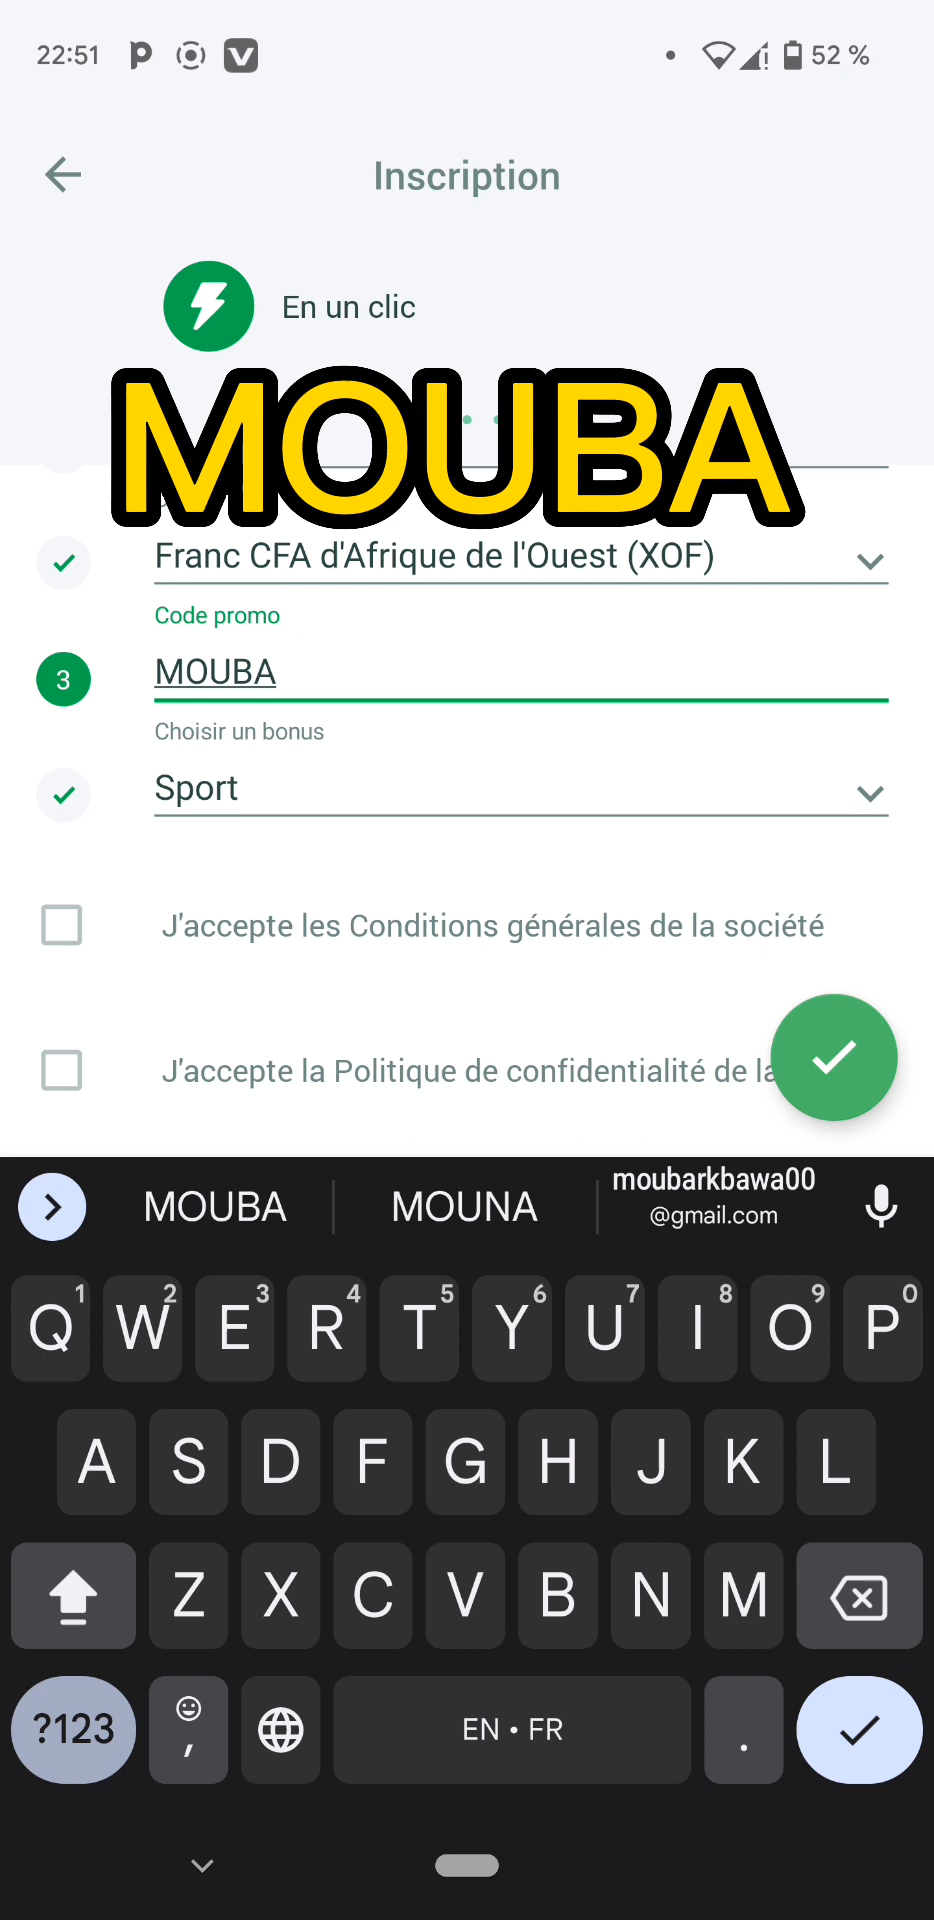 22:51
52 %
Inscription
En un clic
MOUBA
Franc CFA d'Afrique de l'Ouest (XOF)
Code promo
3
MOUBA
Choisir un bonus
Sport
J'accepte les Conditions générales de la société
J'accepte la Politique de confidentialité de la
MOUBA MOUNA moubarkbawa00
@gmail.com
1 2 3 4 5 6 7 8 9 0
Q W E R T Y U I O P
A S D F G H J K L
Z X C V B N M
?123 , EN • FR .